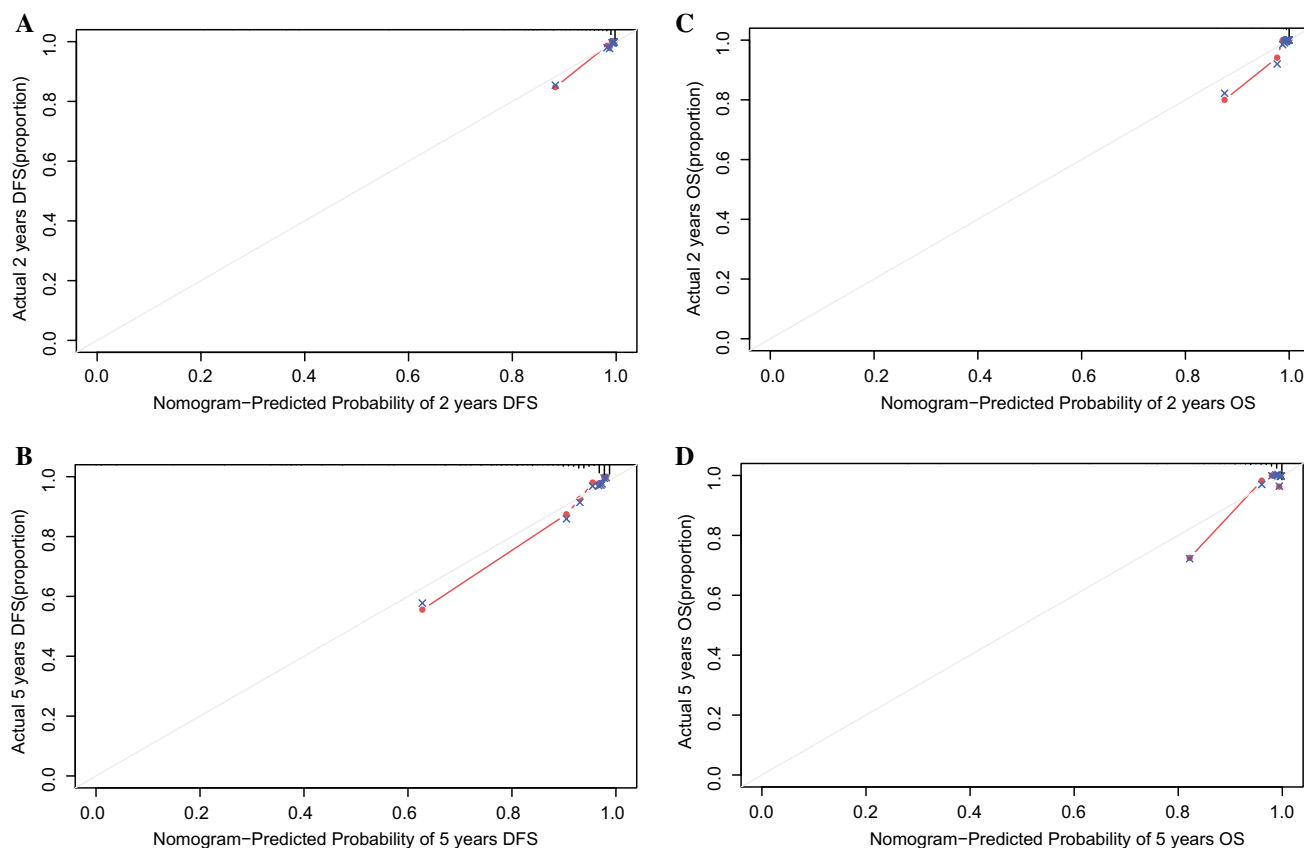 A
Actual 2 years DFS(proportion)
1.0
0.8
0.6
0.4
0.2
0.0
0.0 0.2 0.4 0.6 0.8 1.0
Nomogram−Predicted Probability of 2 years DFS
C
Actual 2 years OS(proportion)
1.0
0.8
0.6
0.4
0.2
0.0
0.0 0.2 0.4 0.6 0.8 1.0
Nomogram−Predicted Probability of 2 years OS
B
Actual 5 years DFS(proportion)
1.0
0.8
0.6
0.4
0.2
0.0
0.0 0.2 0.4 0.6 0.8 1.0
Nomogram−Predicted Probability of 5 years DFS
D
Actual 5 years OS(proportion)
1.0
0.8
0.6
0.4
0.2
0.0
0.0 0.2 0.4 0.6 0.8 1.0
Nomogram−Predicted Probability of 5 years OS